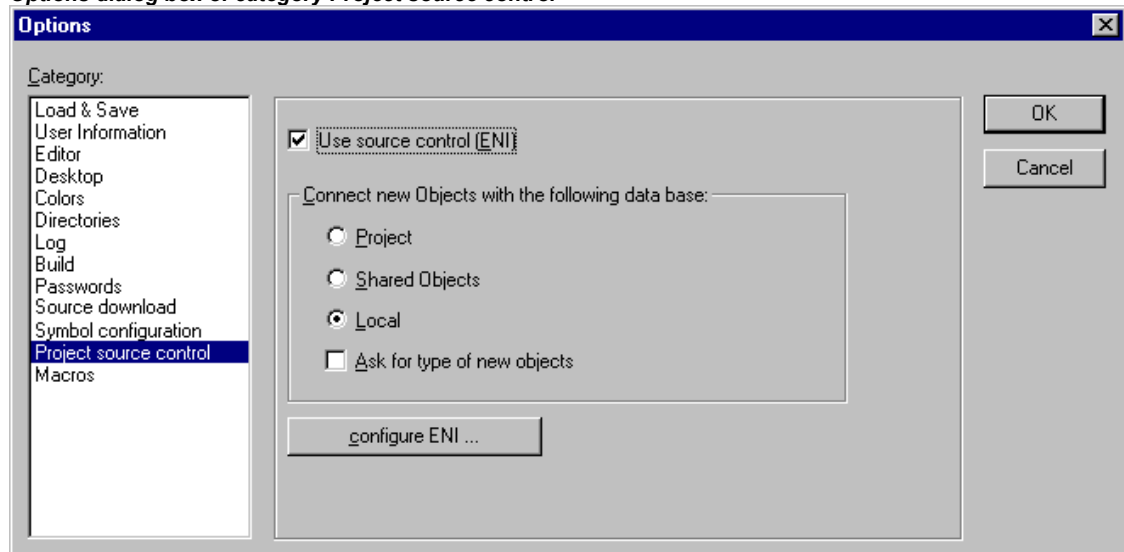 Options dialog box of category Project source control
Options
Category:
Load & Save
User Information
Editor
Desktop
Colors
Directories
Log
Build
Passwords
Source download
Symbol configuration
Project source control
Macros
Use source control (ENI)
Connect new Objects with the following data base:
Project
Shared Objects
Local
Ask for type of new objects
configure ENI ...
OK
Cancel